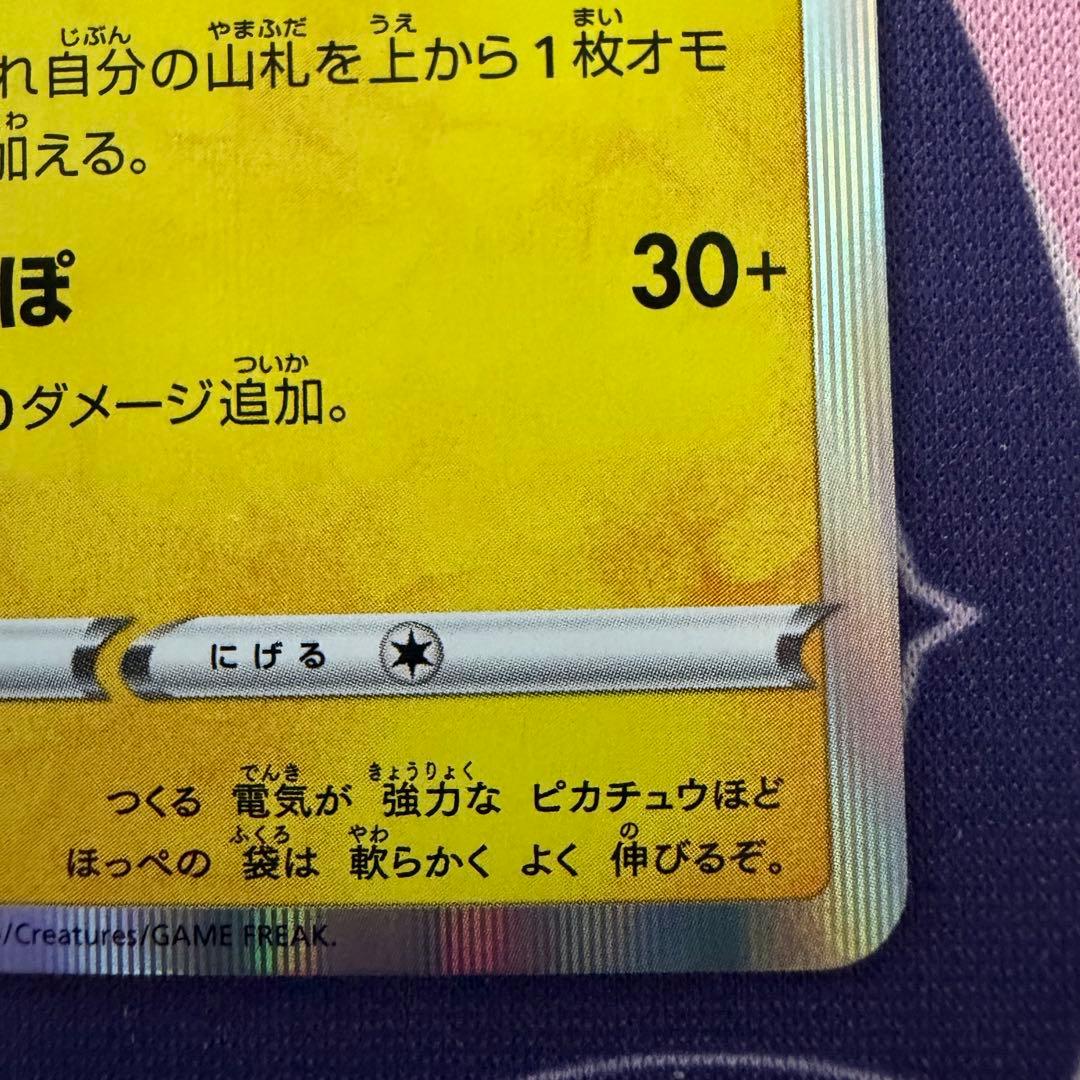 れ自分の山札を上から1枚オモ
加える。
ぽ 30+
0ダメージ追加。
にげる
つくる 電気が 強力な ピカチュウほど
ほっぺの 袋は 軟らかく よく 伸びるぞ。
/Creatures/GAME FREAK.